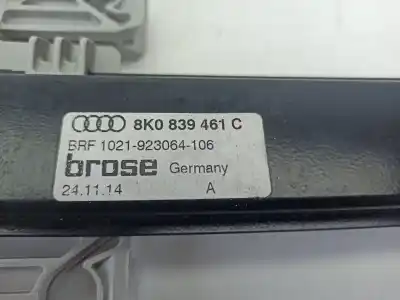 8K0 839 461 C
BRF 1021-923064-106
brose Germany
24.11.14 A